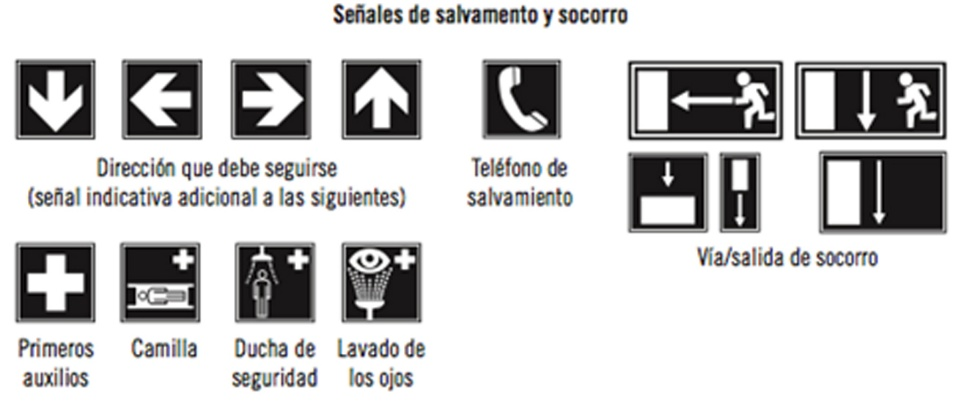 Señales de salvamento y socorro
Dirección que debe seguirse
(señal indicativa adicional a las siguientes)
Teléfono de
salvamiento
Vía/salida de socorro
Primeros
auxilios
Camilla
Ducha de
seguridad
Lavado de
los ojos